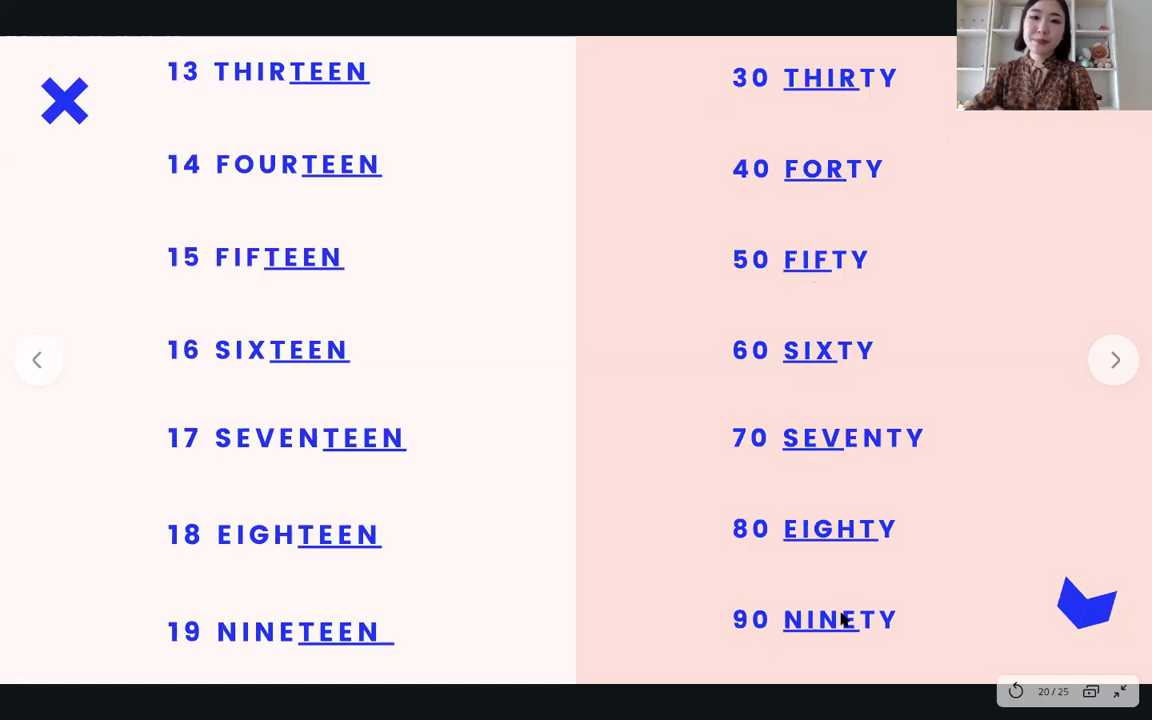 13 THIRTEEN
14 FOURTEEN
15 FIFTEEN
16 SIXTEEN
17 SEVENTEEN
18 EIGHTEEN
19 NINETEEN
30 THIRTY
40 FORTY
50 FIFTY
60 SIXTY
70 SEVENTY
80 EIGHTY
90 NINETY
20 / 25